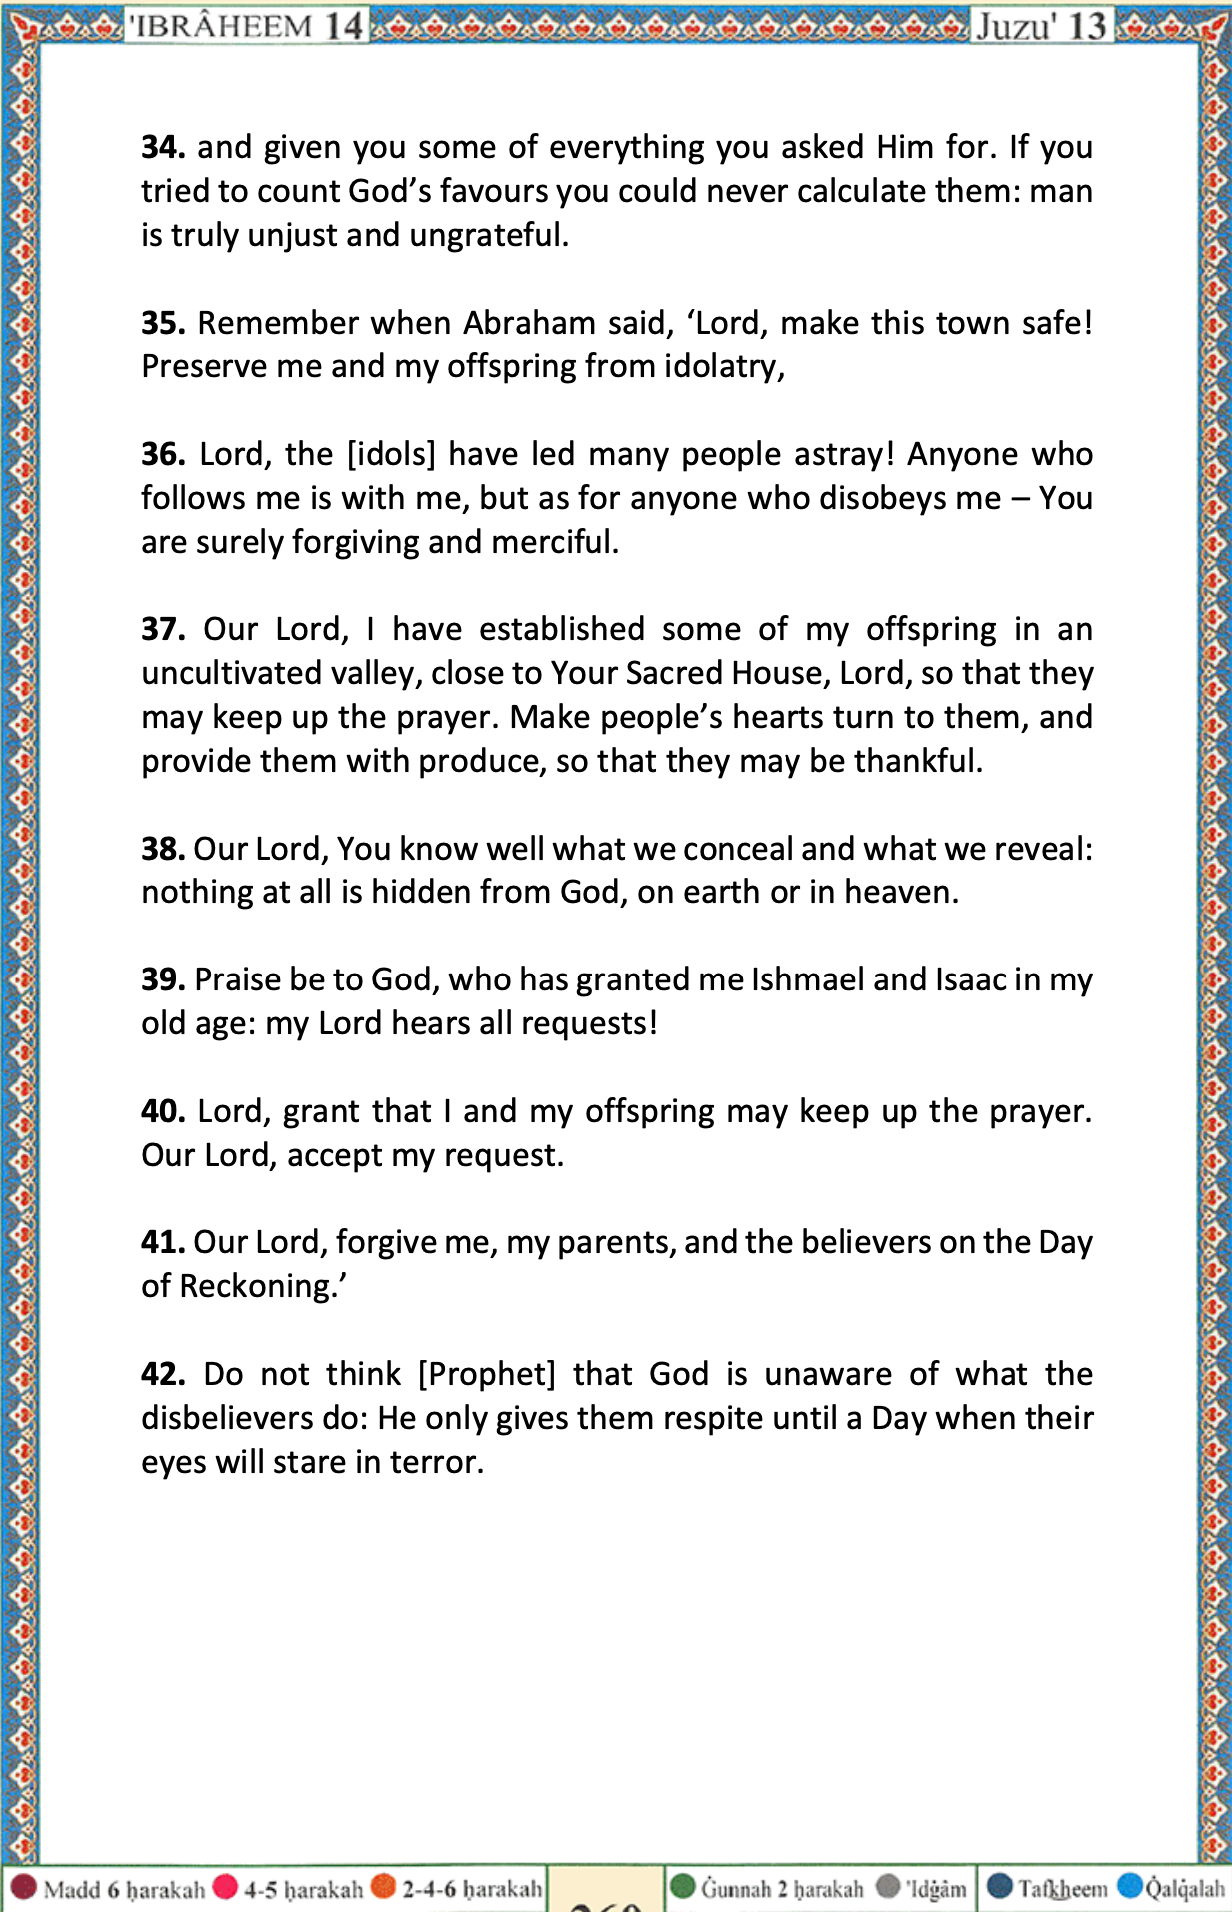 'IBRÂHEEM 14
Juzu' 13
34. and given you some of everything you asked Him for. If you
tried to count God’s favours you could never calculate them: man
is truly unjust and ungrateful.
35. Remember when Abraham said, ‘Lord, make this town safe!
Preserve me and my offspring from idolatry,
36. Lord, the [idols] have led many people astray! Anyone who
follows me is with me, but as for anyone who disobeys me – You
are surely forgiving and merciful.
37. Our Lord, I have established some of my offspring in an
uncultivated valley, close to Your Sacred House, Lord, so that they
may keep up the prayer. Make people’s hearts turn to them, and
provide them with produce, so that they may be thankful.
38. Our Lord, You know well what we conceal and what we reveal:
nothing at all is hidden from God, on earth or in heaven.
39. Praise be to God, who has granted me Ishmael and Isaac in my
old age: my Lord hears all requests!
40. Lord, grant that I and my offspring may keep up the prayer.
Our Lord, accept my request.
41. Our Lord, forgive me, my parents, and the believers on the Day
of Reckoning.’
42. Do not think [Prophet] that God is unaware of what the
disbelievers do: He only gives them respite until a Day when their
eyes will stare in terror.
Madd 6 ḥarakah 4-5 ḥarakah 2-4-6 ḥarakah
Ġunnah 2 ḥarakah 'Idġâm
Tafkheem Q̇alq̇alah